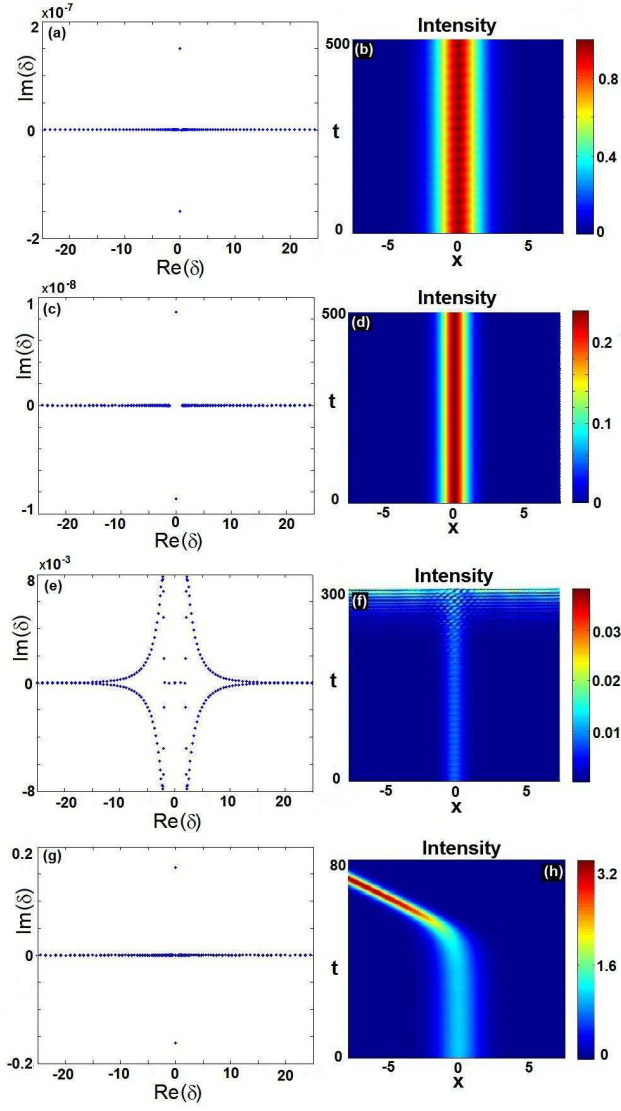 x10⁻⁷
2
(a)
Im(δ)
0
-2
-20 -10 0 10 20
Re(δ)
Intensity
500
(b)
t
0
-5 0 5
x
0.8
0.4
0
x10⁻⁸
1
(c)
Im(δ)
0
-1
-20 -10 0 10 20
Re(δ)
Intensity
500
(d)
t
0
-5 0 5
x
0.2
0.1
0
x10⁻³
8
(e)
Im(δ)
0
-8
-20 -10 0 10 20
Re(δ)
Intensity
300
(f)
t
0
-5 0 5
x
0.03
0.02
0.01
0.2
(g)
Im(δ)
0
-0.2
-20 -10 0 10 20
Re(δ)
Intensity
80
(h)
t
0
-5 0 5
x
3.2
1.6
0